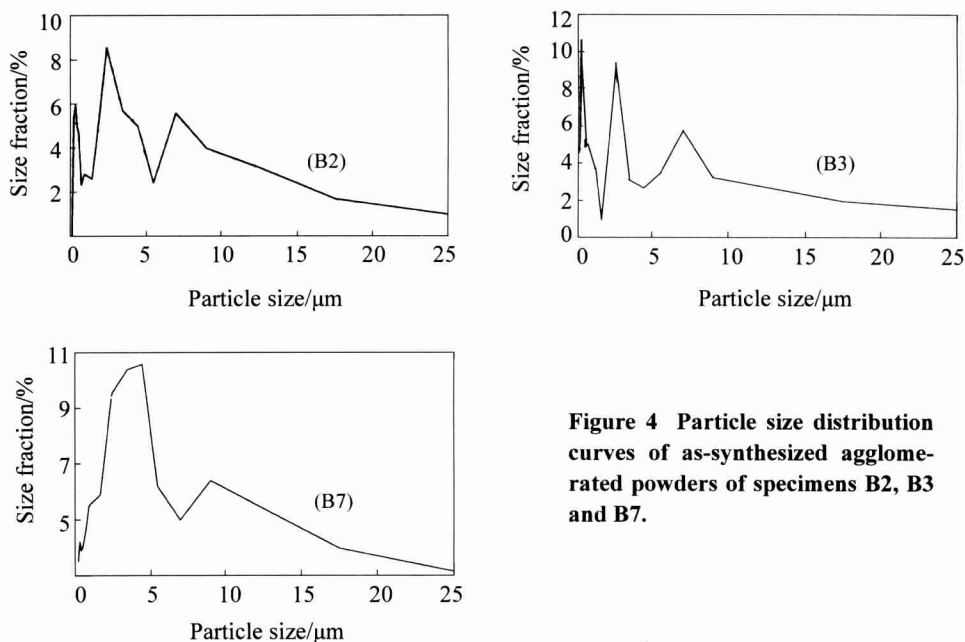 10
8
6
4
2
Size fraction/%
(B2)
0 5 10 15 20 25
Particle size/μm
12
10
8
6
4
2
0
Size fraction/%
(B3)
0 5 10 15 20 25
Particle size/μm
11
9
7
5
Size fraction/%
(B7)
0 5 10 15 20 25
Particle size/μm
Figure 4 Particle size distribution
curves of as-synthesized agglome-
rated powders of specimens B2, B3
and B7.